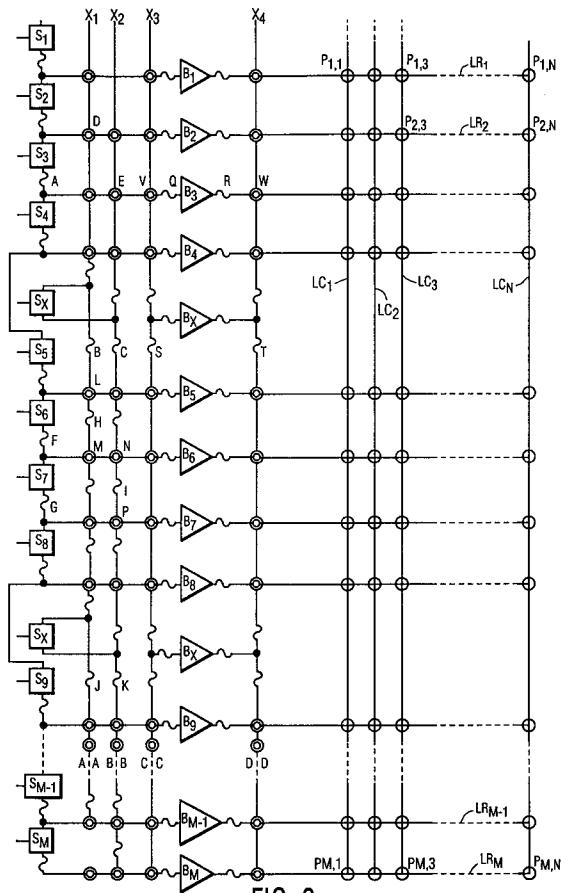 X1 X2 X3 X4
S1
P1,1 P1,3 LR1 P1,N
B1
S2
D B2 P2,3 LR2 P2,N
S3
A E V Q B3 R W
S4
B4
LC1 LC2 LC3 LCN
SX
BX
B C S T
S5
L B5
S6
H
F
M N B6
S7
I
G
P B7
S8
B8
SX
BX
S9
J K
B9
A A B B C C D D
SM-1
LRM-1
BM-1
SM
PM,1 PM,3 LRM PM,N
BM